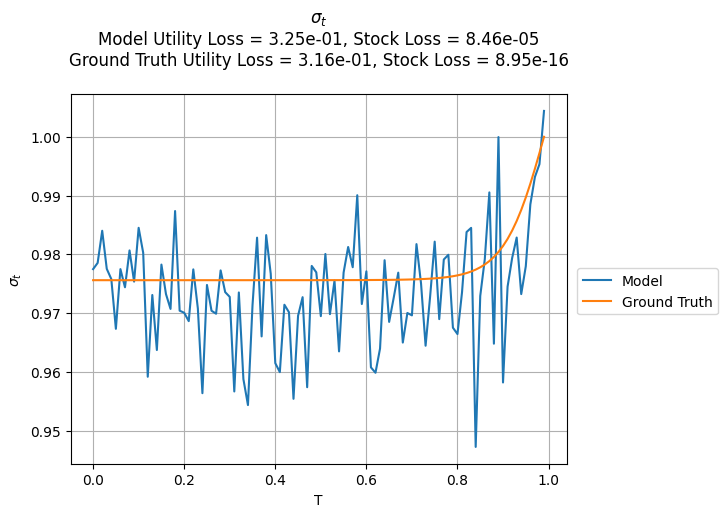 σₜ
Model Utility Loss = 3.25e-01, Stock Loss = 8.46e-05
Ground Truth Utility Loss = 3.16e-01, Stock Loss = 8.95e-16
1.00
0.99
0.98
0.97
0.96
0.95
σₜ
0.0 0.2 0.4 0.6 0.8 1.0
T
Model
Ground Truth